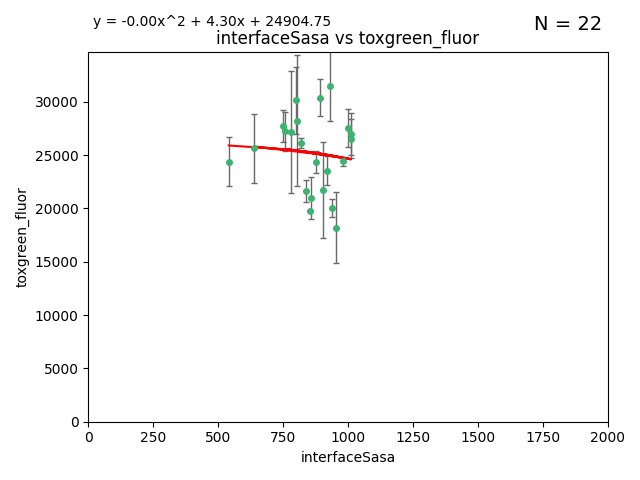 y = -0.00x^2 + 4.30x + 24904.75
N = 22
interfaceSasa vs toxgreen_fluor
toxgreen_fluor
30000
25000
20000
15000
10000
5000
0
0 250 500 750 1000 1250 1500 1750 2000
interfaceSasa